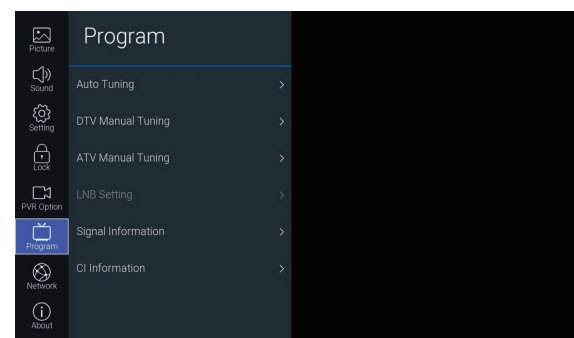 Picture
Sound
Setting
Lock
PVR Option
Program
Network
About
Program
Auto Tuning
DTV Manual Tuning
ATV Manual Tuning
LNB Setting
Signal Information
CI Information